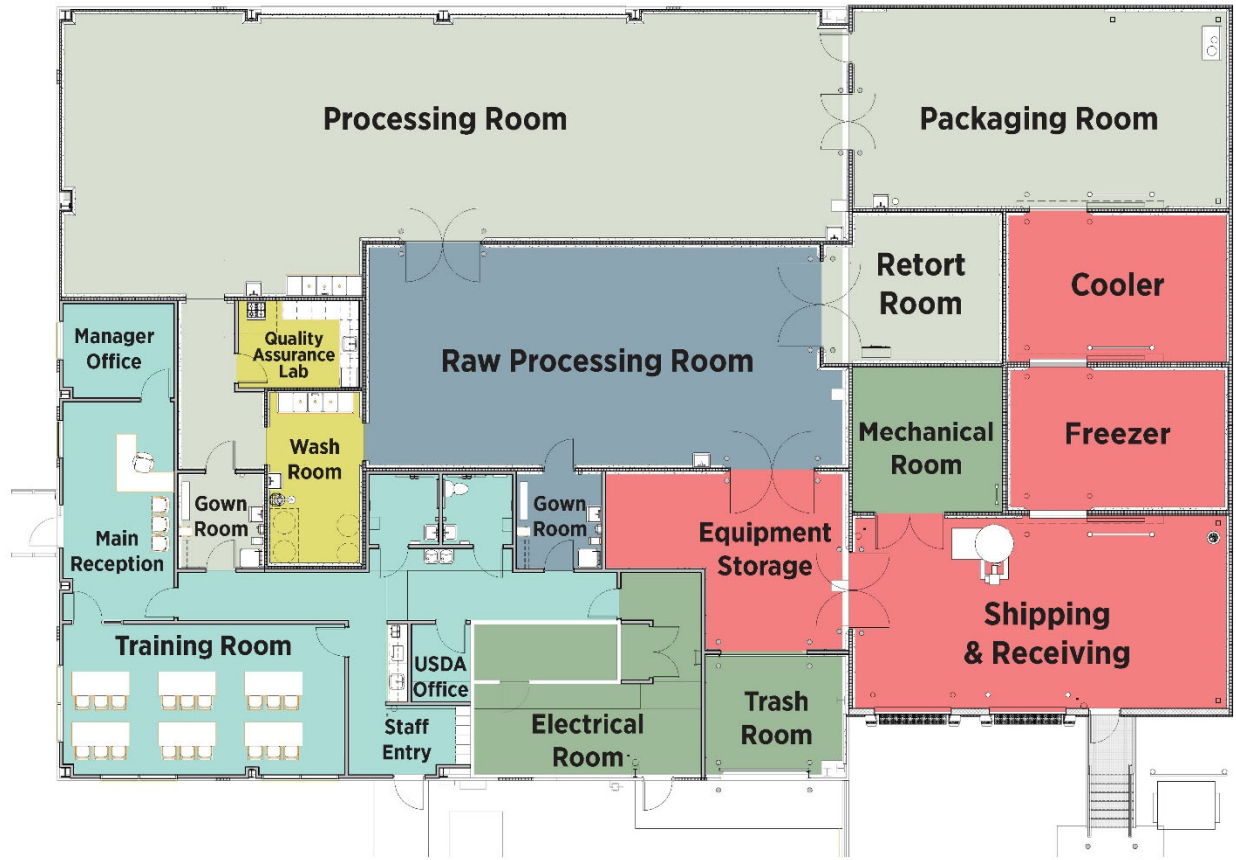 Processing Room
Packaging Room
Retort
Room
Cooler
Manager
Office
Quality
Assurance
Lab
Raw Processing Room
Mechanical
Room
Freezer
Wash
Room
Gown
Room
Gown
Room
Main
Reception
Equipment
Storage
Shipping
& Receiving
Training Room
USDA
Office
Staff
Entry
Electrical
Room
Trash
Room